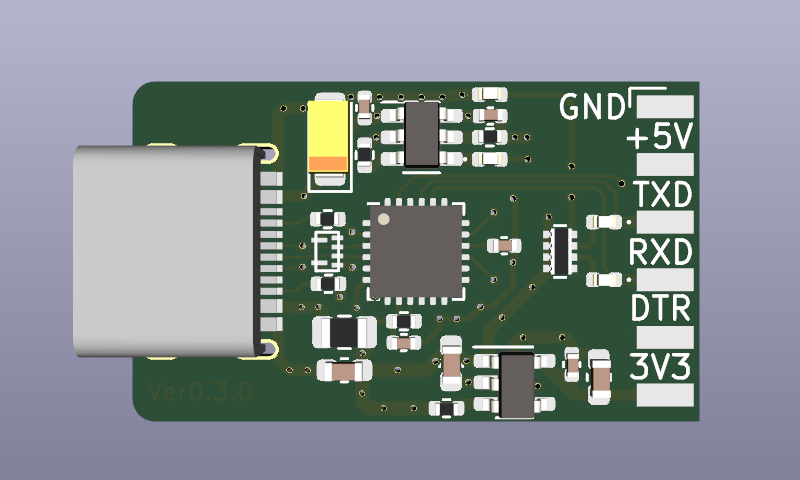 GND
+5V
TXD
RXD
DTR
3V3
Ver0.3.0